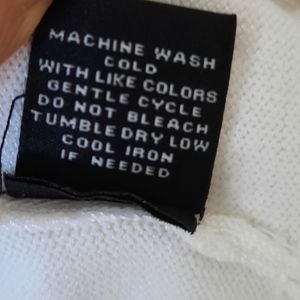 MACHINE WASH
COLD
WITH LIKE COLORS
GENTLE CYCLE
DO NOT BLEACH
TUMBLE DRY LOW
COOL IRON
IF NEEDED